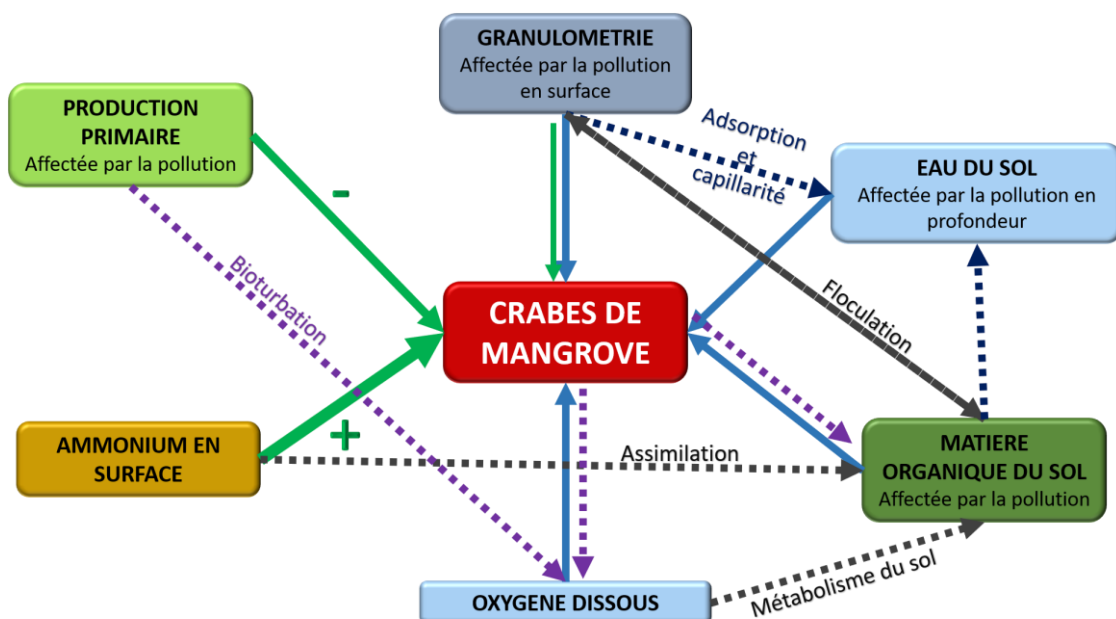 GRANULOMETRIE
Affectée par la pollution
en surface
PRODUCTION
PRIMAIRE
Affectée par la pollution
Adsorption
et
capillarité
EAU DU SOL
Affectée par la pollution en
profondeur
-
Bioturbation
CRABES DE
MANGROVE
Floculation
AMMONIUM EN
SURFACE
+
Assimilation
MATIERE
ORGANIQUE DU SOL
Affectée par la pollution
OXYGENE DISSOUS
Métabolisme du sol